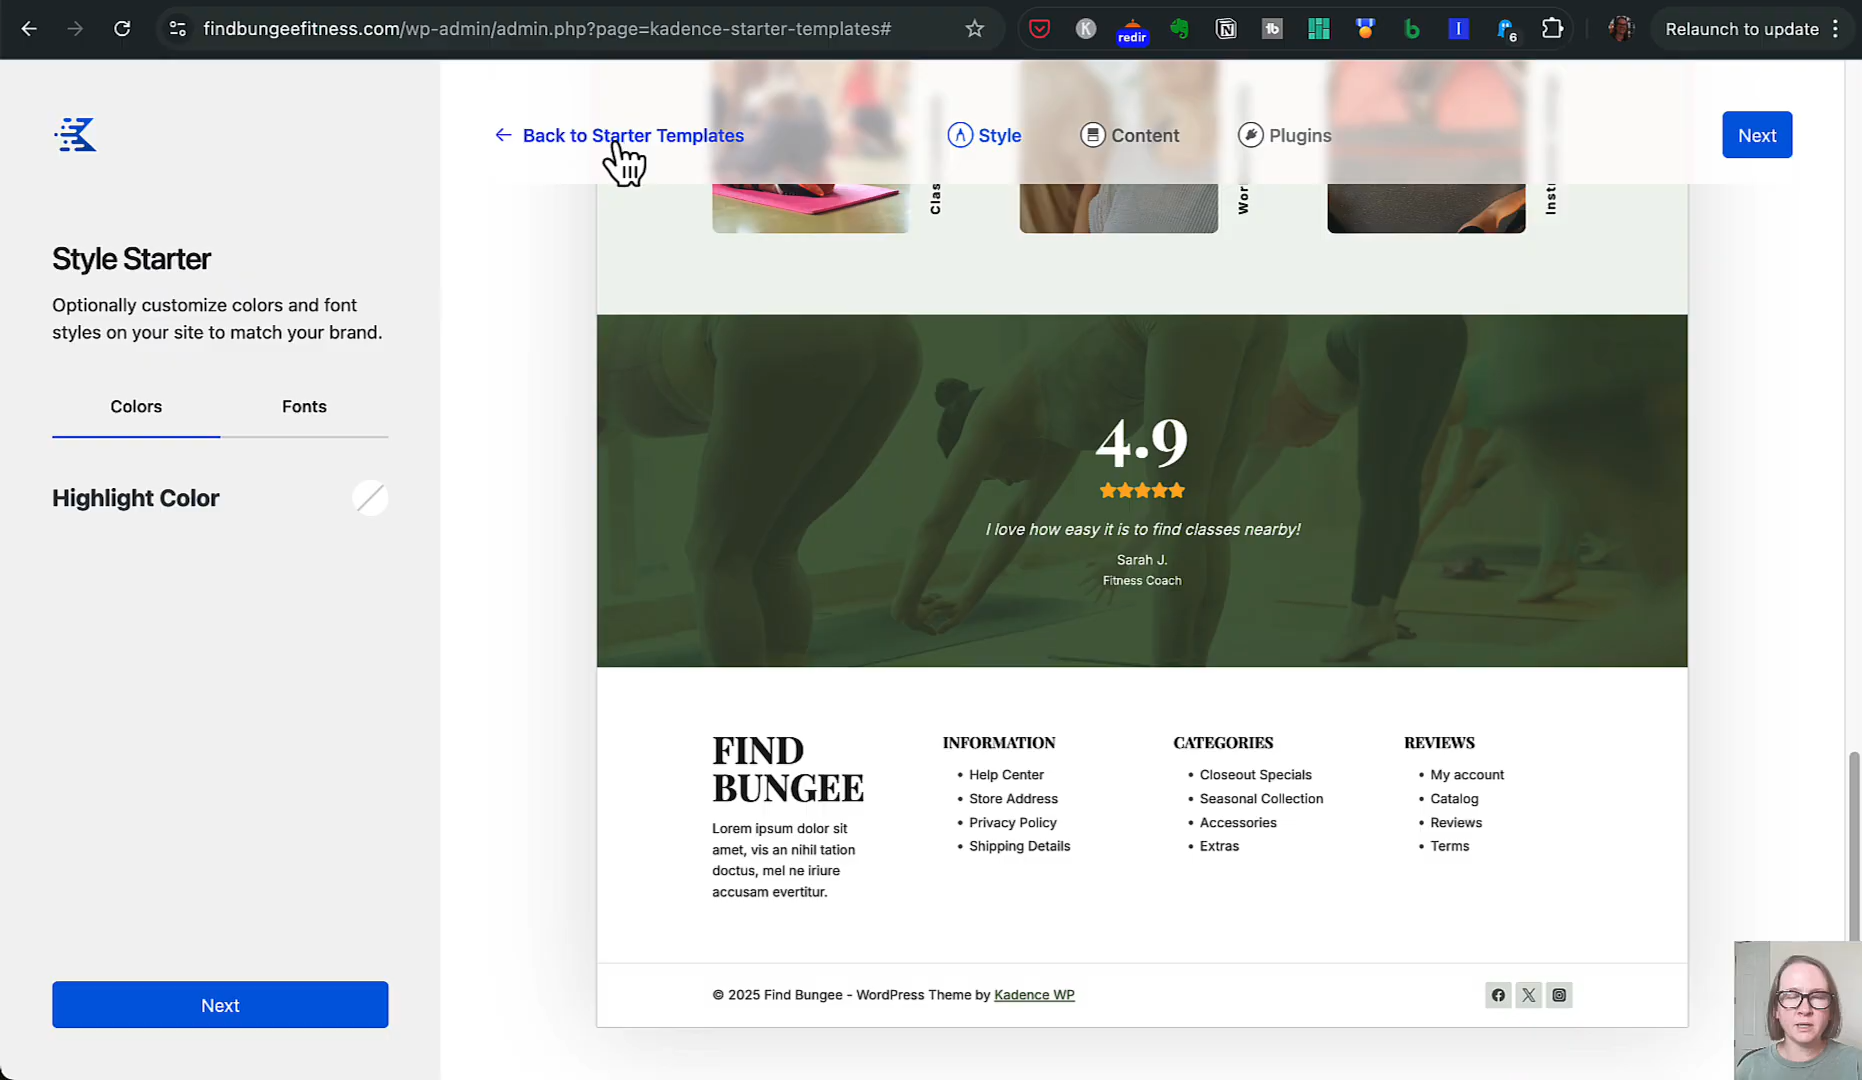 findbungeefitness.com/wp-admin/admin.php?page=kadence-starter-templates#
K
redir
tb
I
b
6
Relaunch to update
Back to Starter Templates
Style
Content
Plugins
Next
Style Starter
Optionally customize colors and font
styles on your site to match your brand.
Colors
Fonts
Highlight Color
Next
4.9
I love how easy it is to find classes nearby!
Sarah J.
Fitness Coach
FIND
BUNGEE
Lorem ipsum dolor sit
amet, vis an nihil tation
doctus, mel ne iriure
accusam evertitur.
INFORMATION
Help Center
Store Address
Privacy Policy
Shipping Details
CATEGORIES
Closeout Specials
Seasonal Collection
Accessories
Extras
REVIEWS
My account
Catalog
Reviews
Terms
© 2025 Find Bungee - WordPress Theme by Kadence WP